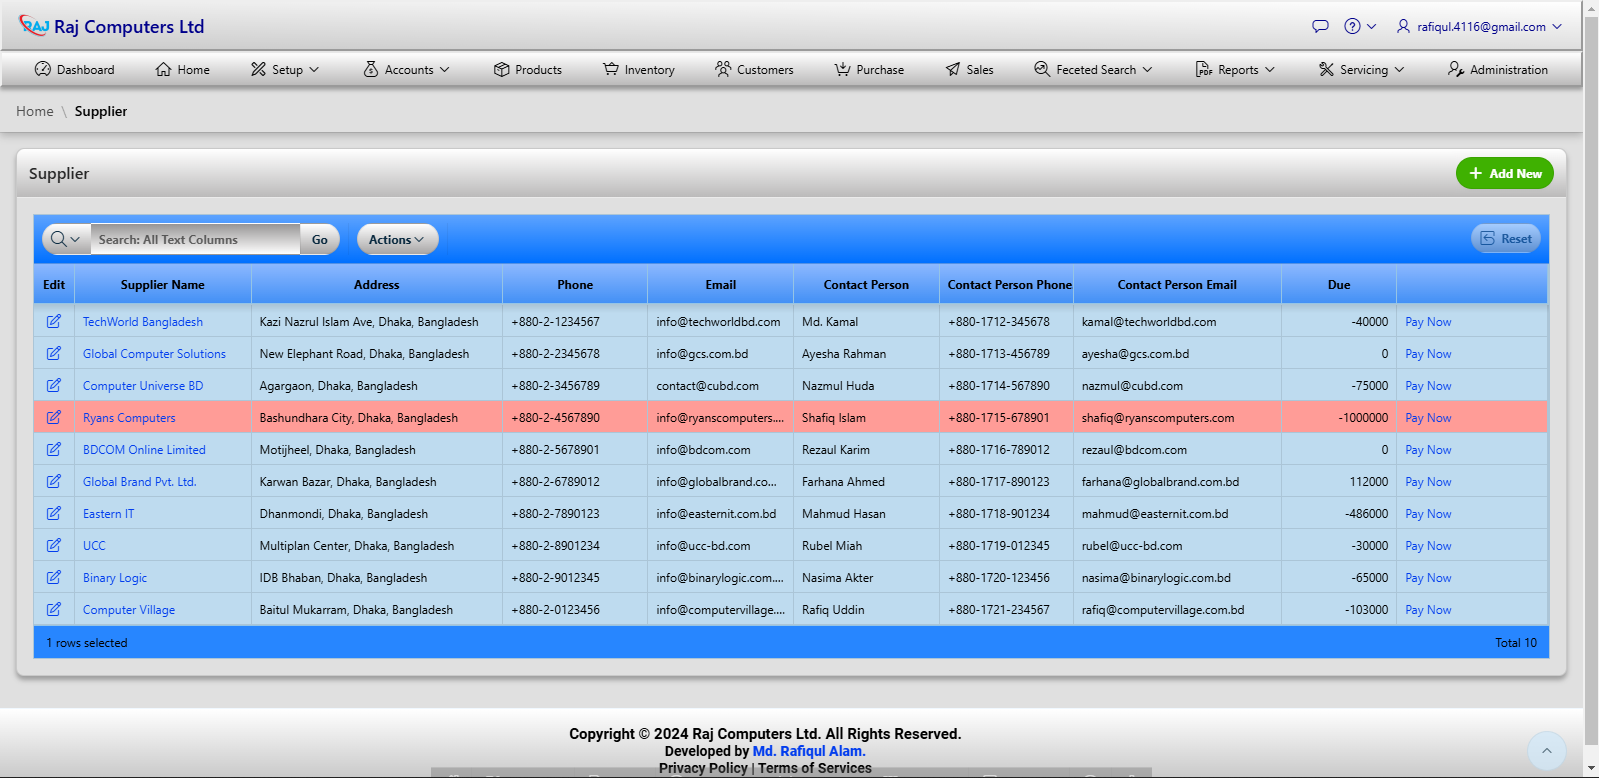 RAJ Raj Computers Ltd
rafiqul.4116@gmail.com
Dashboard Home Setup Accounts Products Inventory Customers Purchase Sales Feceted Search Reports Servicing Administration
Home \ Supplier
Supplier
Add New
Search: All Text Columns Go Actions Reset
Edit Supplier Name Address Phone Email Contact Person Contact Person Phone Contact Person Email Due
TechWorld Bangladesh Kazi Nazrul Islam Ave, Dhaka, Bangladesh +880-2-1234567 info@techworldbd.com Md. Kamal +880-1712-345678 kamal@techworldbd.com -40000 Pay Now
Global Computer Solutions New Elephant Road, Dhaka, Bangladesh +880-2-2345678 info@gcs.com.bd Ayesha Rahman +880-1713-456789 ayesha@gcs.com.bd 0 Pay Now
Computer Universe BD Agargaon, Dhaka, Bangladesh +880-2-3456789 contact@cubd.com Nazmul Huda +880-1714-567890 nazmul@cubd.com -75000 Pay Now
Ryans Computers Bashundhara City, Dhaka, Bangladesh +880-2-4567890 info@ryanscomputers.... Shafiq Islam +880-1715-678901 shafiq@ryanscomputers.com -1000000 Pay Now
BDCOM Online Limited Motijheel, Dhaka, Bangladesh +880-2-5678901 info@bdcom.com Rezaul Karim +880-1716-789012 rezaul@bdcom.com 0 Pay Now
Global Brand Pvt. Ltd. Karwan Bazar, Dhaka, Bangladesh +880-2-6789012 info@globalbrand.co... Farhana Ahmed +880-1717-890123 farhana@globalbrand.com.bd 112000 Pay Now
Eastern IT Dhanmondi, Dhaka, Bangladesh +880-2-7890123 info@easternit.com.bd Mahmud Hasan +880-1718-901234 mahmud@easternit.com.bd -486000 Pay Now
UCC Multiplan Center, Dhaka, Bangladesh +880-2-8901234 info@ucc-bd.com Rubel Miah +880-1719-012345 rubel@ucc-bd.com -30000 Pay Now
Binary Logic IDB Bhaban, Dhaka, Bangladesh +880-2-9012345 info@binarylogic.com.... Nasima Akter +880-1720-123456 nasima@binarylogic.com.bd -65000 Pay Now
Computer Village Baitul Mukarram, Dhaka, Bangladesh +880-2-0123456 info@computervillage.... Rafiq Uddin +880-1721-234567 rafiq@computervillage.com.bd -103000 Pay Now
1 rows selected Total 10
Copyright © 2024 Raj Computers Ltd. All Rights Reserved.
Developed by Md. Rafiqul Alam.
Privacy Policy | Terms of Services